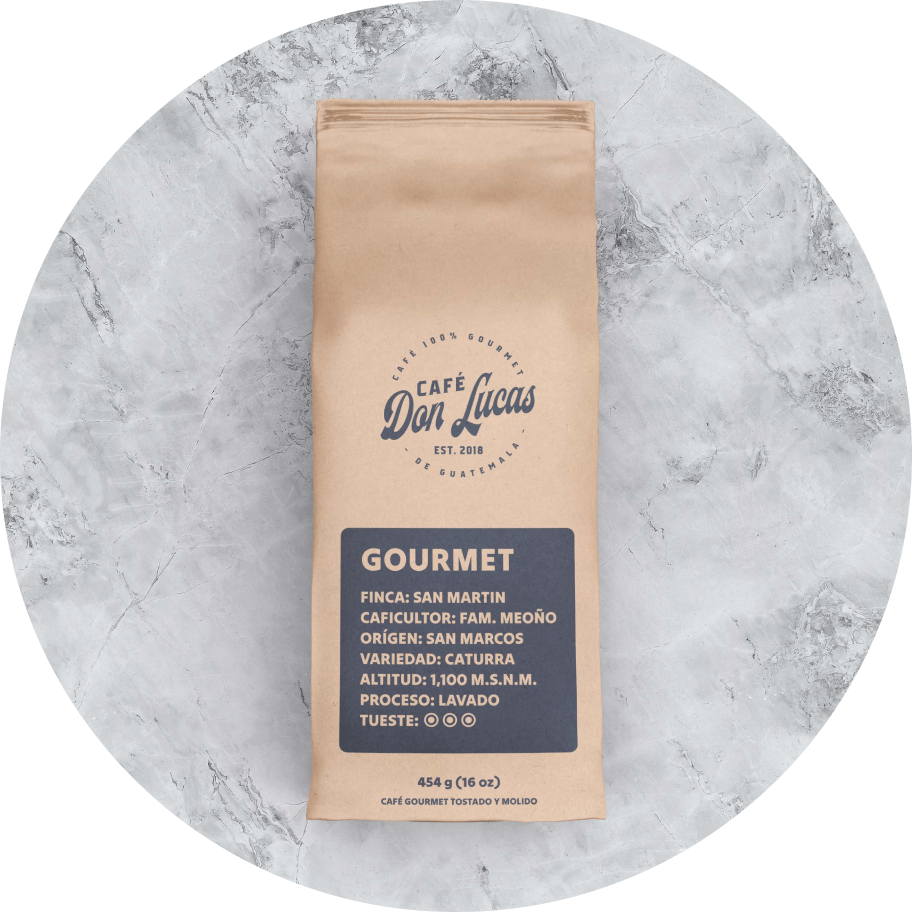 CAFÉ 100% GOURMET
CAFÉ
Don Lucas
EST. 2018
- DE GUATEMALA -
GOURMET
FINCA: SAN MARTIN
CAFICULTOR: FAM. MEOÑO
ORÍGEN: SAN MARCOS
VARIEDAD: CATURRA
ALTITUD: 1,100 M.S.N.M.
PROCESO: LAVADO
TUESTE:
454 g (16 oz)
CAFÉ GOURMET TOSTADO Y MOLIDO